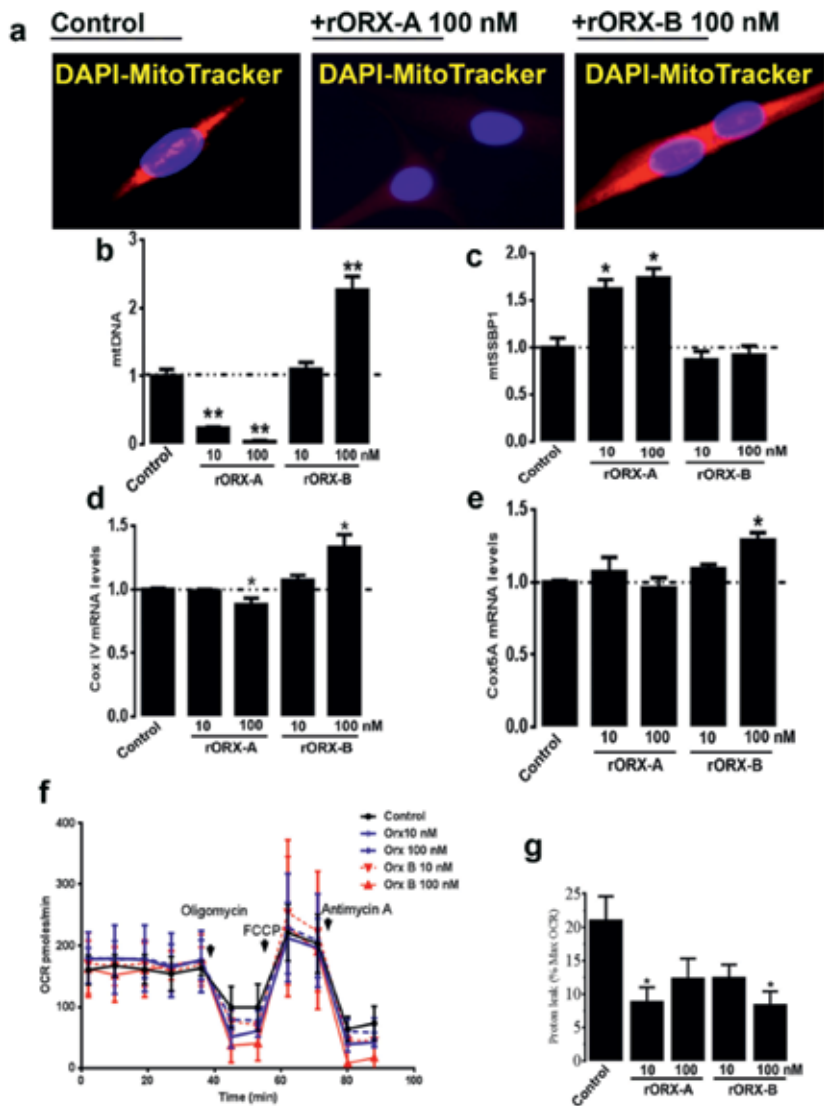 a
Control
+rORX-A 100 nM
+rORX-B 100 nM
DAPI-MitoTracker
DAPI-MitoTracker
DAPI-MitoTracker
b
mtDNA
3
2
1
0
**
**
**
Control
10
100
10
100 nM
rORX-A
rORX-B
c
mtSSBP1
2.0
1.5
1.0
0.5
0.0
*
*
Control
10
100
10
100 nM
rORX-A
rORX-B
d
Cox IV mRNA levels
1.5
1.0
0.5
0.0
*
*
Control
10
100
10
100 nM
rORX-A
rORX-B
e
Cox5A mRNA levels
1.5
1.0
0.5
0.0
*
Control
10
100
10
100 nM
rORX-A
rORX-B
f
OCR pmoles/min
400
300
200
100
0
0
20
40
60
80
100
Time (min)
Oligomycin
FCCP
Antimycin A
Control
Orx10 nM
Orx 100 nM
Orx B 10 nM
Orx B 100 nM
g
Proton leak (% Max OCR)
25
20
15
10
5
0
*
*
Control
10
100
10
100 nM
rORX-A
rORX-B